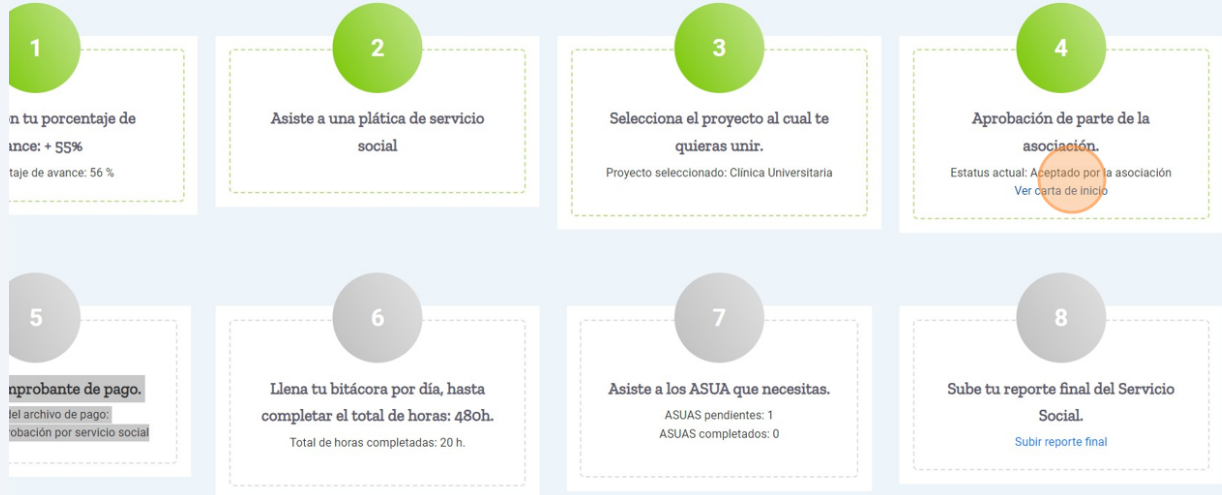 1
n tu porcentaje de
ance: + 55%
taje de avance: 56 %
2
Asiste a una plática de servicio
social
3
Selecciona el proyecto al cual te
quieras unir.
Proyecto seleccionado: Clínica Universitaria
4
Aprobación de parte de la
asociación.
Estatus actual: Aceptado por la asociación
Ver carta de inicio
5
mprobante de pago.
del archivo de pago:
robación por servicio social
6
Llena tu bitácora por día, hasta
completar el total de horas: 480h.
Total de horas completadas: 20 h.
7
Asiste a los ASUA que necesitas.
ASUAS pendientes: 1
ASUAS completados: 0
8
Sube tu reporte final del Servicio
Social.
Subir reporte final